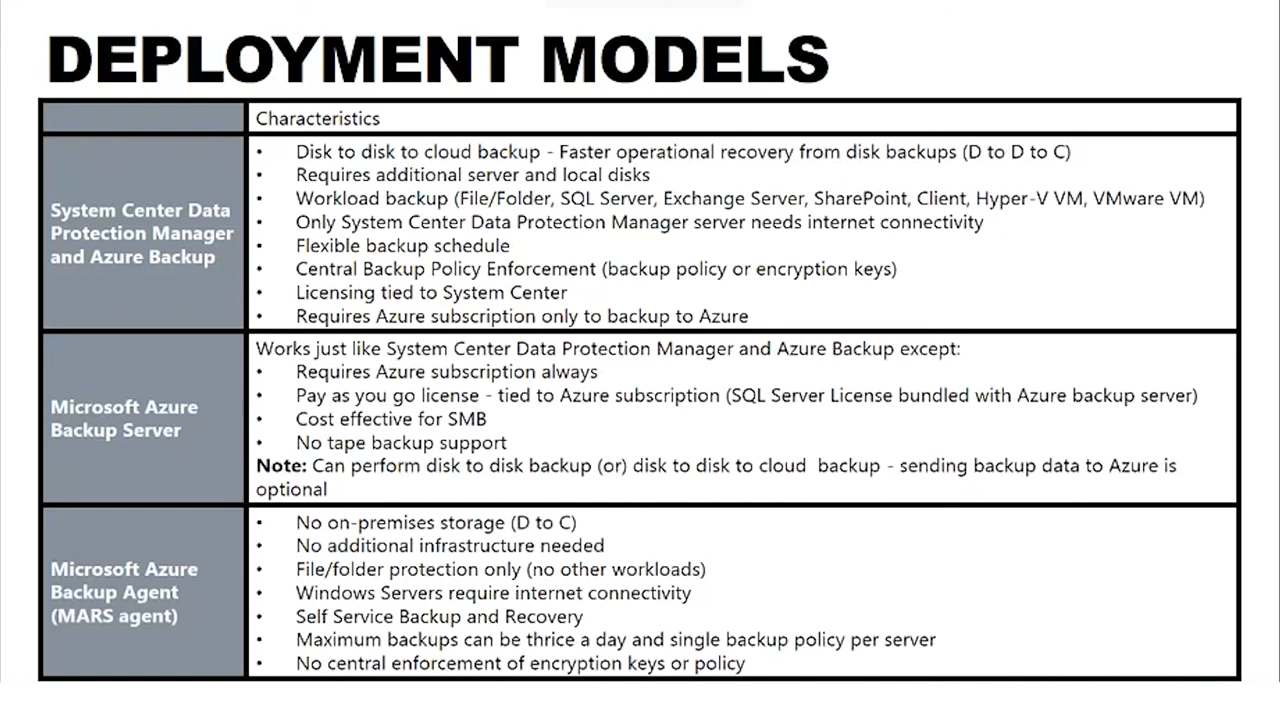 DEPLOYMENT MODELS
Characteristics
System Center Data
Protection Manager
and Azure Backup
• Disk to disk to cloud backup - Faster operational recovery from disk backups (D to D to C)
• Requires additional server and local disks
• Workload backup (File/Folder, SQL Server, Exchange Server, SharePoint, Client, Hyper-V VM, VMware VM)
• Only System Center Data Protection Manager server needs internet connectivity
• Flexible backup schedule
• Central Backup Policy Enforcement (backup policy or encryption keys)
• Licensing tied to System Center
• Requires Azure subscription only to backup to Azure
Microsoft Azure
Backup Server
Works just like System Center Data Protection Manager and Azure Backup except:
• Requires Azure subscription always
• Pay as you go license - tied to Azure subscription (SQL Server License bundled with Azure backup server)
• Cost effective for SMB
• No tape backup support
Note: Can perform disk to disk backup (or) disk to disk to cloud backup - sending backup data to Azure is
optional
Microsoft Azure
Backup Agent
(MARS agent)
• No on-premises storage (D to C)
• No additional infrastructure needed
• File/folder protection only (no other workloads)
• Windows Servers require internet connectivity
• Self Service Backup and Recovery
• Maximum backups can be thrice a day and single backup policy per server
• No central enforcement of encryption keys or policy